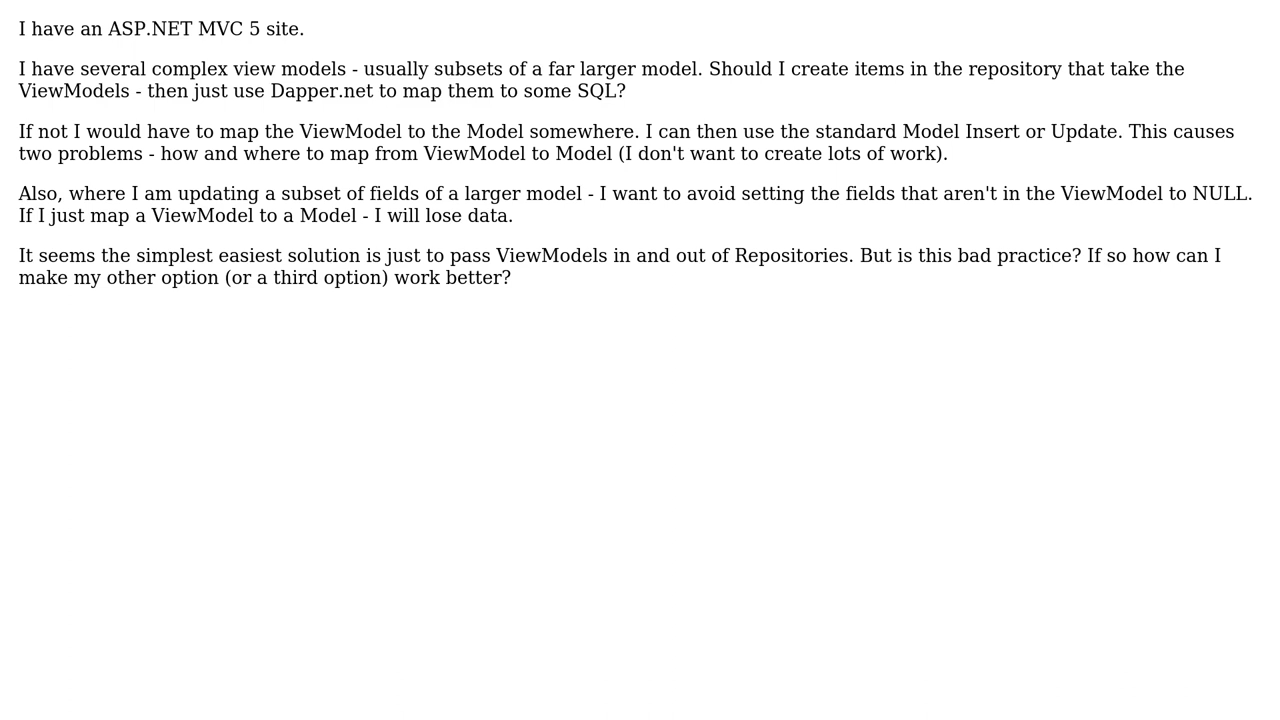 I have an ASP.NET MVC 5 site.
I have several complex view models - usually subsets of a far larger model. Should I create items in the repository that take the
ViewModels - then just use Dapper.net to map them to some SQL?
If not I would have to map the ViewModel to the Model somewhere. I can then use the standard Model Insert or Update. This causes
two problems - how and where to map from ViewModel to Model (I don't want to create lots of work).
Also, where I am updating a subset of fields of a larger model - I want to avoid setting the fields that aren't in the ViewModel to NULL.
If I just map a ViewModel to a Model - I will lose data.
It seems the simplest easiest solution is just to pass ViewModels in and out of Repositories. But is this bad practice? If so how can I
make my other option (or a third option) work better?